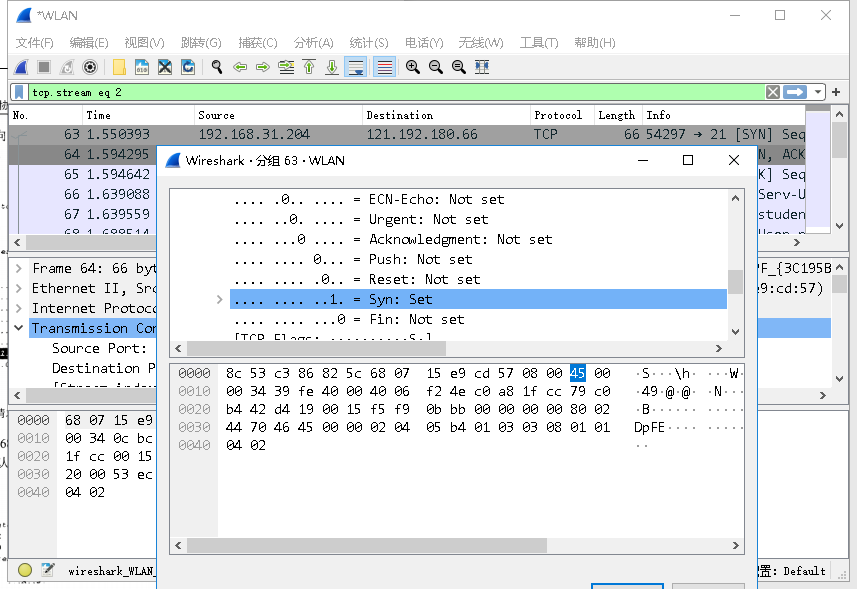 *WLAN
文件(F) 编辑(E) 视图(V) 跳转(G) 捕获(C) 分析(A) 统计(S) 电话(Y) 无线(W) 工具(T) 帮助(H)
tcp.stream eq 2
No. Time Source Destination Protocol Length Info
63 1.550393 192.168.31.204 121.192.180.66 TCP 66 54297 → 21 [SYN] Seq
64 1.594295 N, ACK
65 1.594642 K] Seq
66 1.639088 Serv-U
67 1.639559 studen
68 1.688514 User n
Wireshark · 分组 63 · WLAN
.... .0.. .... = ECN-Echo: Not set
.... ..0. .... = Urgent: Not set
.... ...0 .... = Acknowledgment: Not set
.... .... 0... = Push: Not set
.... .... .0.. = Reset: Not set
.... .... ..1. = Syn: Set
.... .... ...0 = Fin: Not set
[TCP Flags: ··········S·]
0000 8c 53 c3 86 82 5c 68 07 15 e9 cd 57 08 00 45 00 ·S···\h· ···W··
0010 00 34 39 fe 40 00 40 06 f2 4e c0 a8 1f cc 79 c0 ·49·@·@· ·N····
0020 b4 42 d4 19 00 15 f5 f9 0b bb 00 00 00 00 80 02 ·B······ ······
0030 44 70 46 45 00 00 02 04 05 b4 01 03 03 08 01 01 DpFE···· ······
0040 04 02 ··
Frame 64: 66 byt PF_{3C195B
Ethernet II, Src e9:cd:57)
Internet Protoco
Transmission Con
Source Port:
Destination P
[Stream index
0000 68 07 15 e9
0010 00 34 0c bc
0020 1f cc 00 15
0030 20 00 53 ec
0040 04 02
wireshark_WLAN_ 置: Default